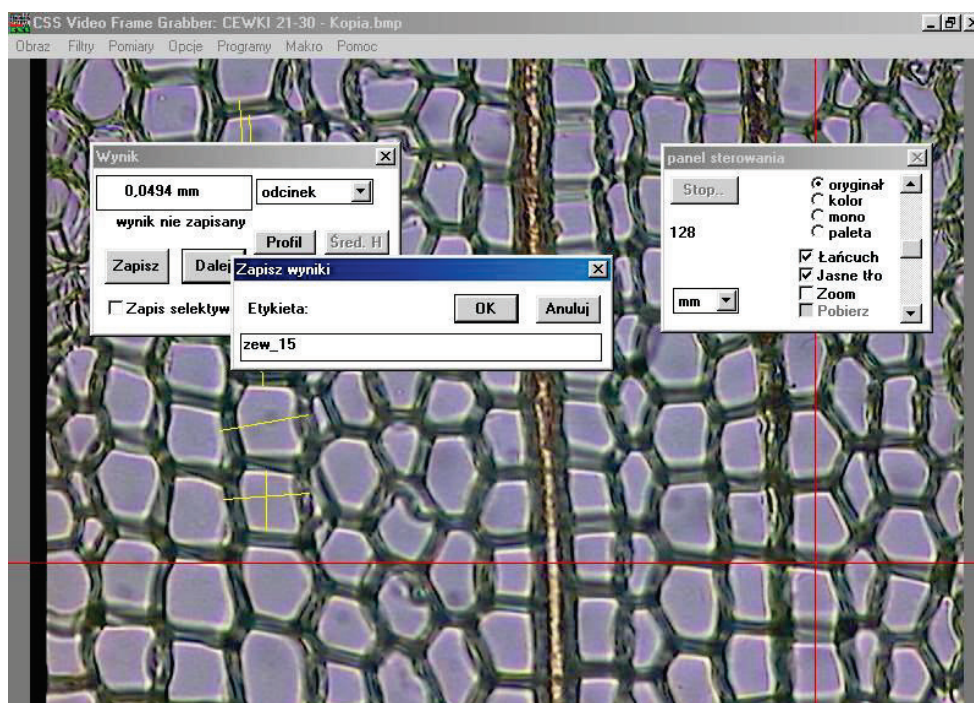 CSS Video Frame Grabber: CEWKI 21-30 - Kopia.bmp
Obraz Filtry Pomiary Opcje Programy Makro Pomoc
Wynik
0,0494 mm
odcinek
wynik nie zapisany
Profil
Śred. H
Zapisz
Dalej
Zapis selektyw
Zapisz wyniki
Etykieta:
OK
Anuluj
zew_15
panel sterowania
Stop..
oryginał
kolor
mono
paleta
128
Łańcuch
Jasne tło
Zoom
Pobierz
mm